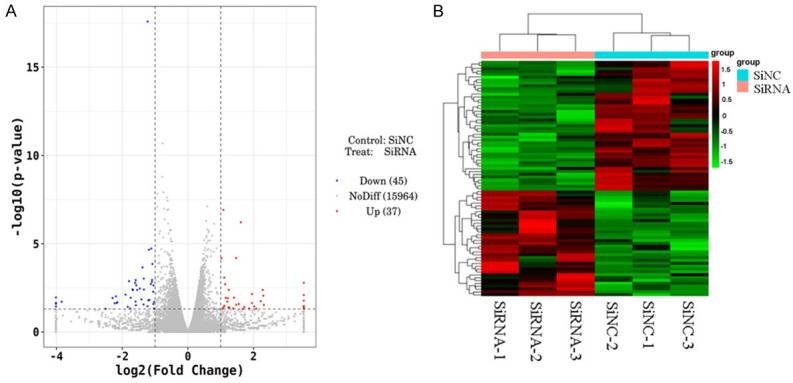 A
15
10
5
0
-log10(p-value)
-4
-2
0
2
log2(Fold Change)
Control: SiNC
Treat: SiRNA
Down (45)
NoDiff (15964)
Up (37)
B
group
1.5
1
0.5
0
-0.5
-1
-1.5
group
SiNC
SiRNA
SiRNA-1
SiRNA-2
SiRNA-3
SiNC-2
SiNC-1
SiNC-3